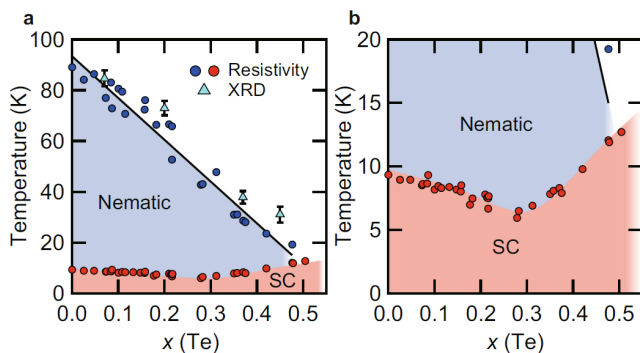 a
100
80
60
40
20
0
Temperature (K)
Resistivity
XRD
Nematic
SC
0.0 0.1 0.2 0.3 0.4 0.5
x (Te)
b
20
15
10
5
0
Temperature (K)
Nematic
SC
0.0 0.1 0.2 0.3 0.4 0.5
x (Te)